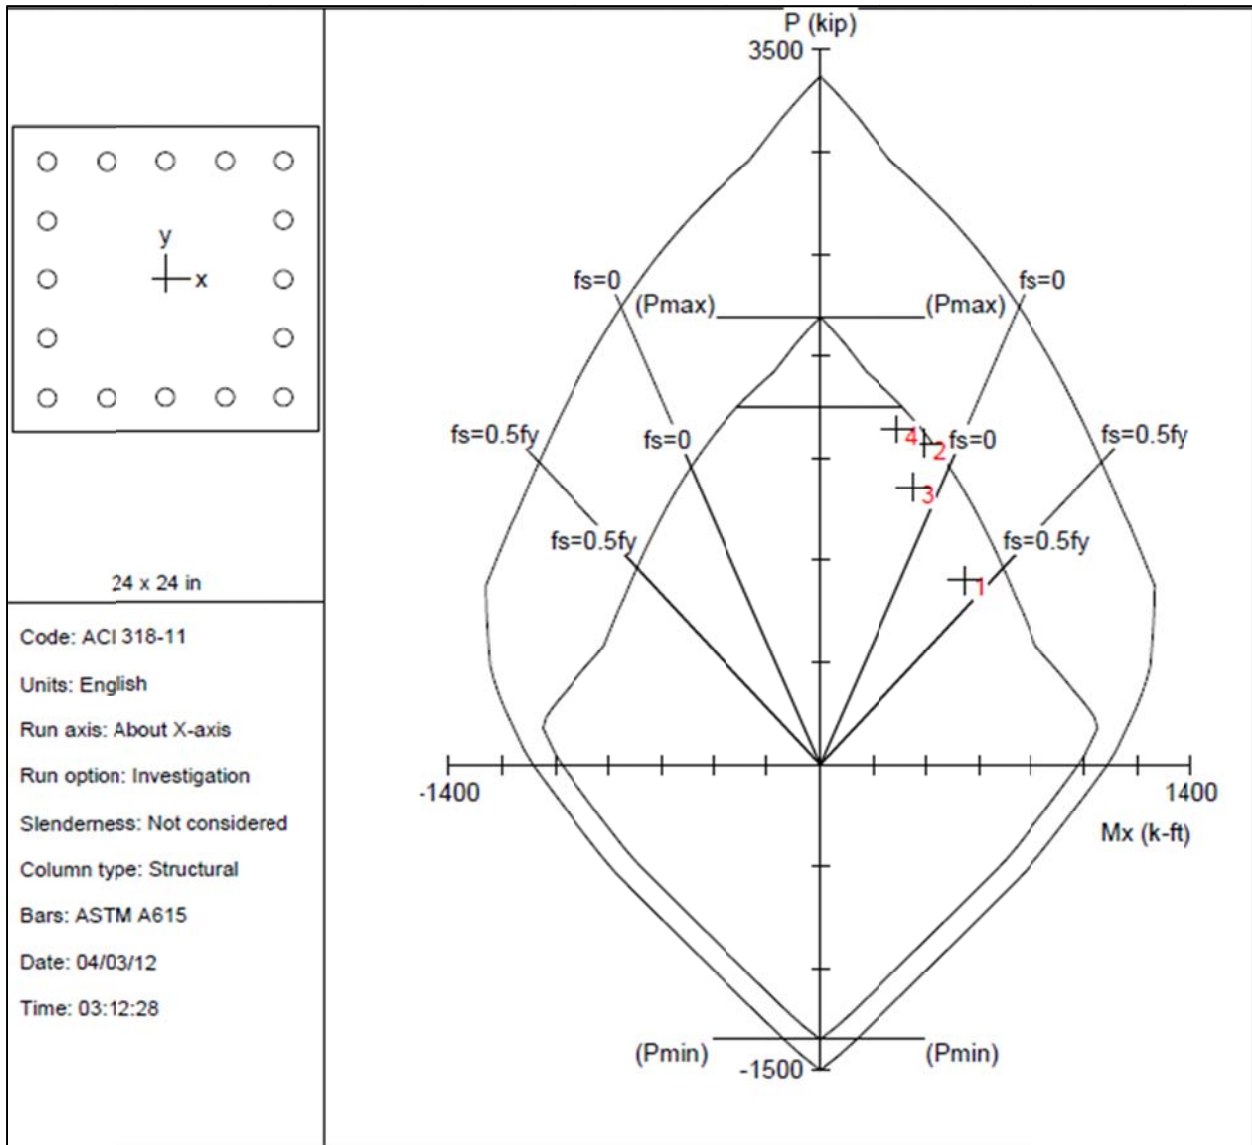 y
x
24 x 24 in
Code: ACI 318-11
Units: English
Run axis: About X-axis
Run option: Investigation
Slenderness: Not considered
Column type: Structural
Bars: ASTM A615
Date: 04/03/12
Time: 03:12:28
P (kip)
3500
fs=0
fs=0
(Pmax)
(Pmax)
fs=0.5fy
fs=0
4
2
fs=0
fs=0.5fy
3
fs=0.5fy
fs=0.5fy
1
-1400
1400
Mx (k-ft)
(Pmin)
(Pmin)
-1500